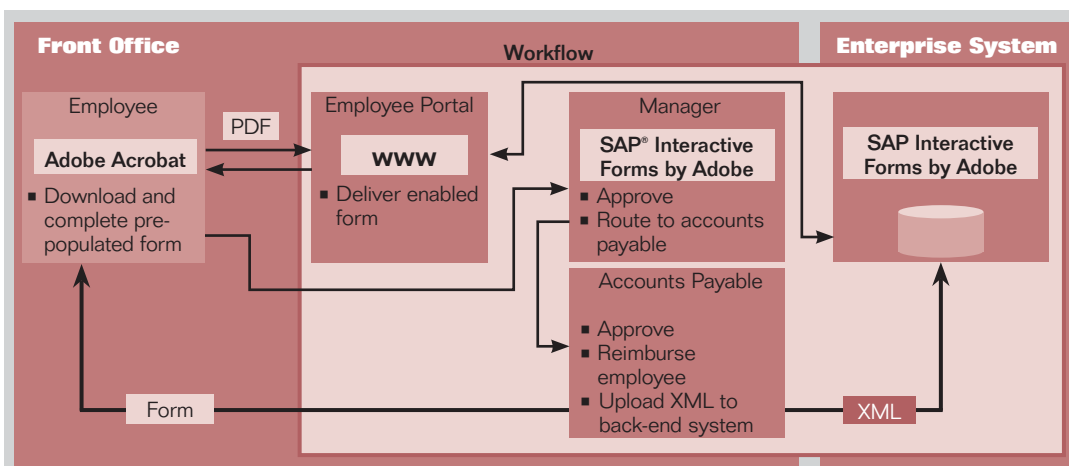 Front Office
Workflow
Enterprise System
Employee
PDF
Adobe Acrobat
▪ Download and
complete pre-
populated form
Employee Portal
www
▪ Deliver enabled
form
Manager
SAP® Interactive
Forms by Adobe
▪ Approve
▪ Route to accounts
payable
SAP Interactive
Forms by Adobe
Accounts Payable
▪ Approve
▪ Reimburse
employee
▪ Upload XML to
back-end system
Form
XML